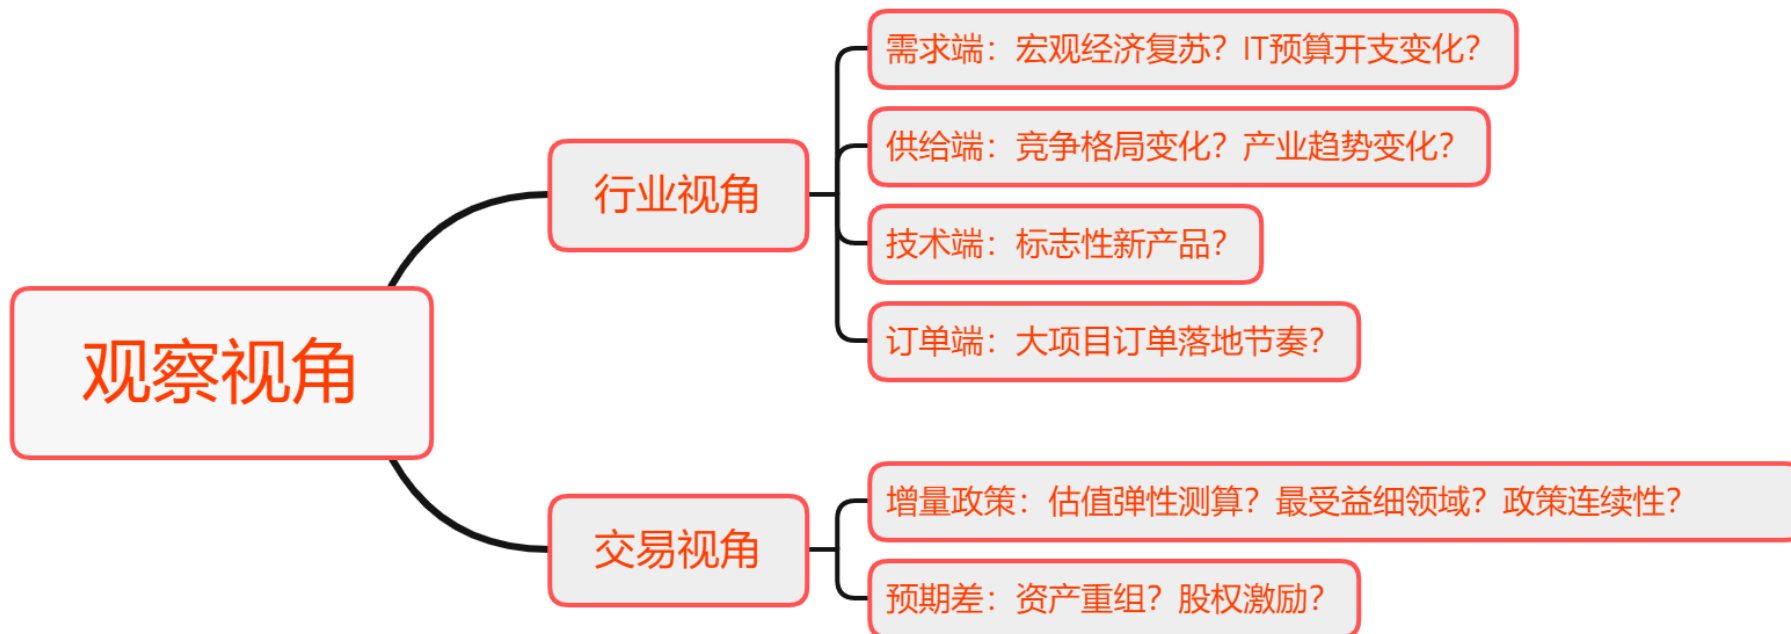 观察视角
行业视角
需求端：宏观经济复苏？IT预算开支变化？
供给端：竞争格局变化？产业趋势变化？
技术端：标志性新产品？
订单端：大项目订单落地节奏？
交易视角
增量政策：估值弹性测算？最受益细领域？政策连续性？
预期差：资产重组？股权激励？